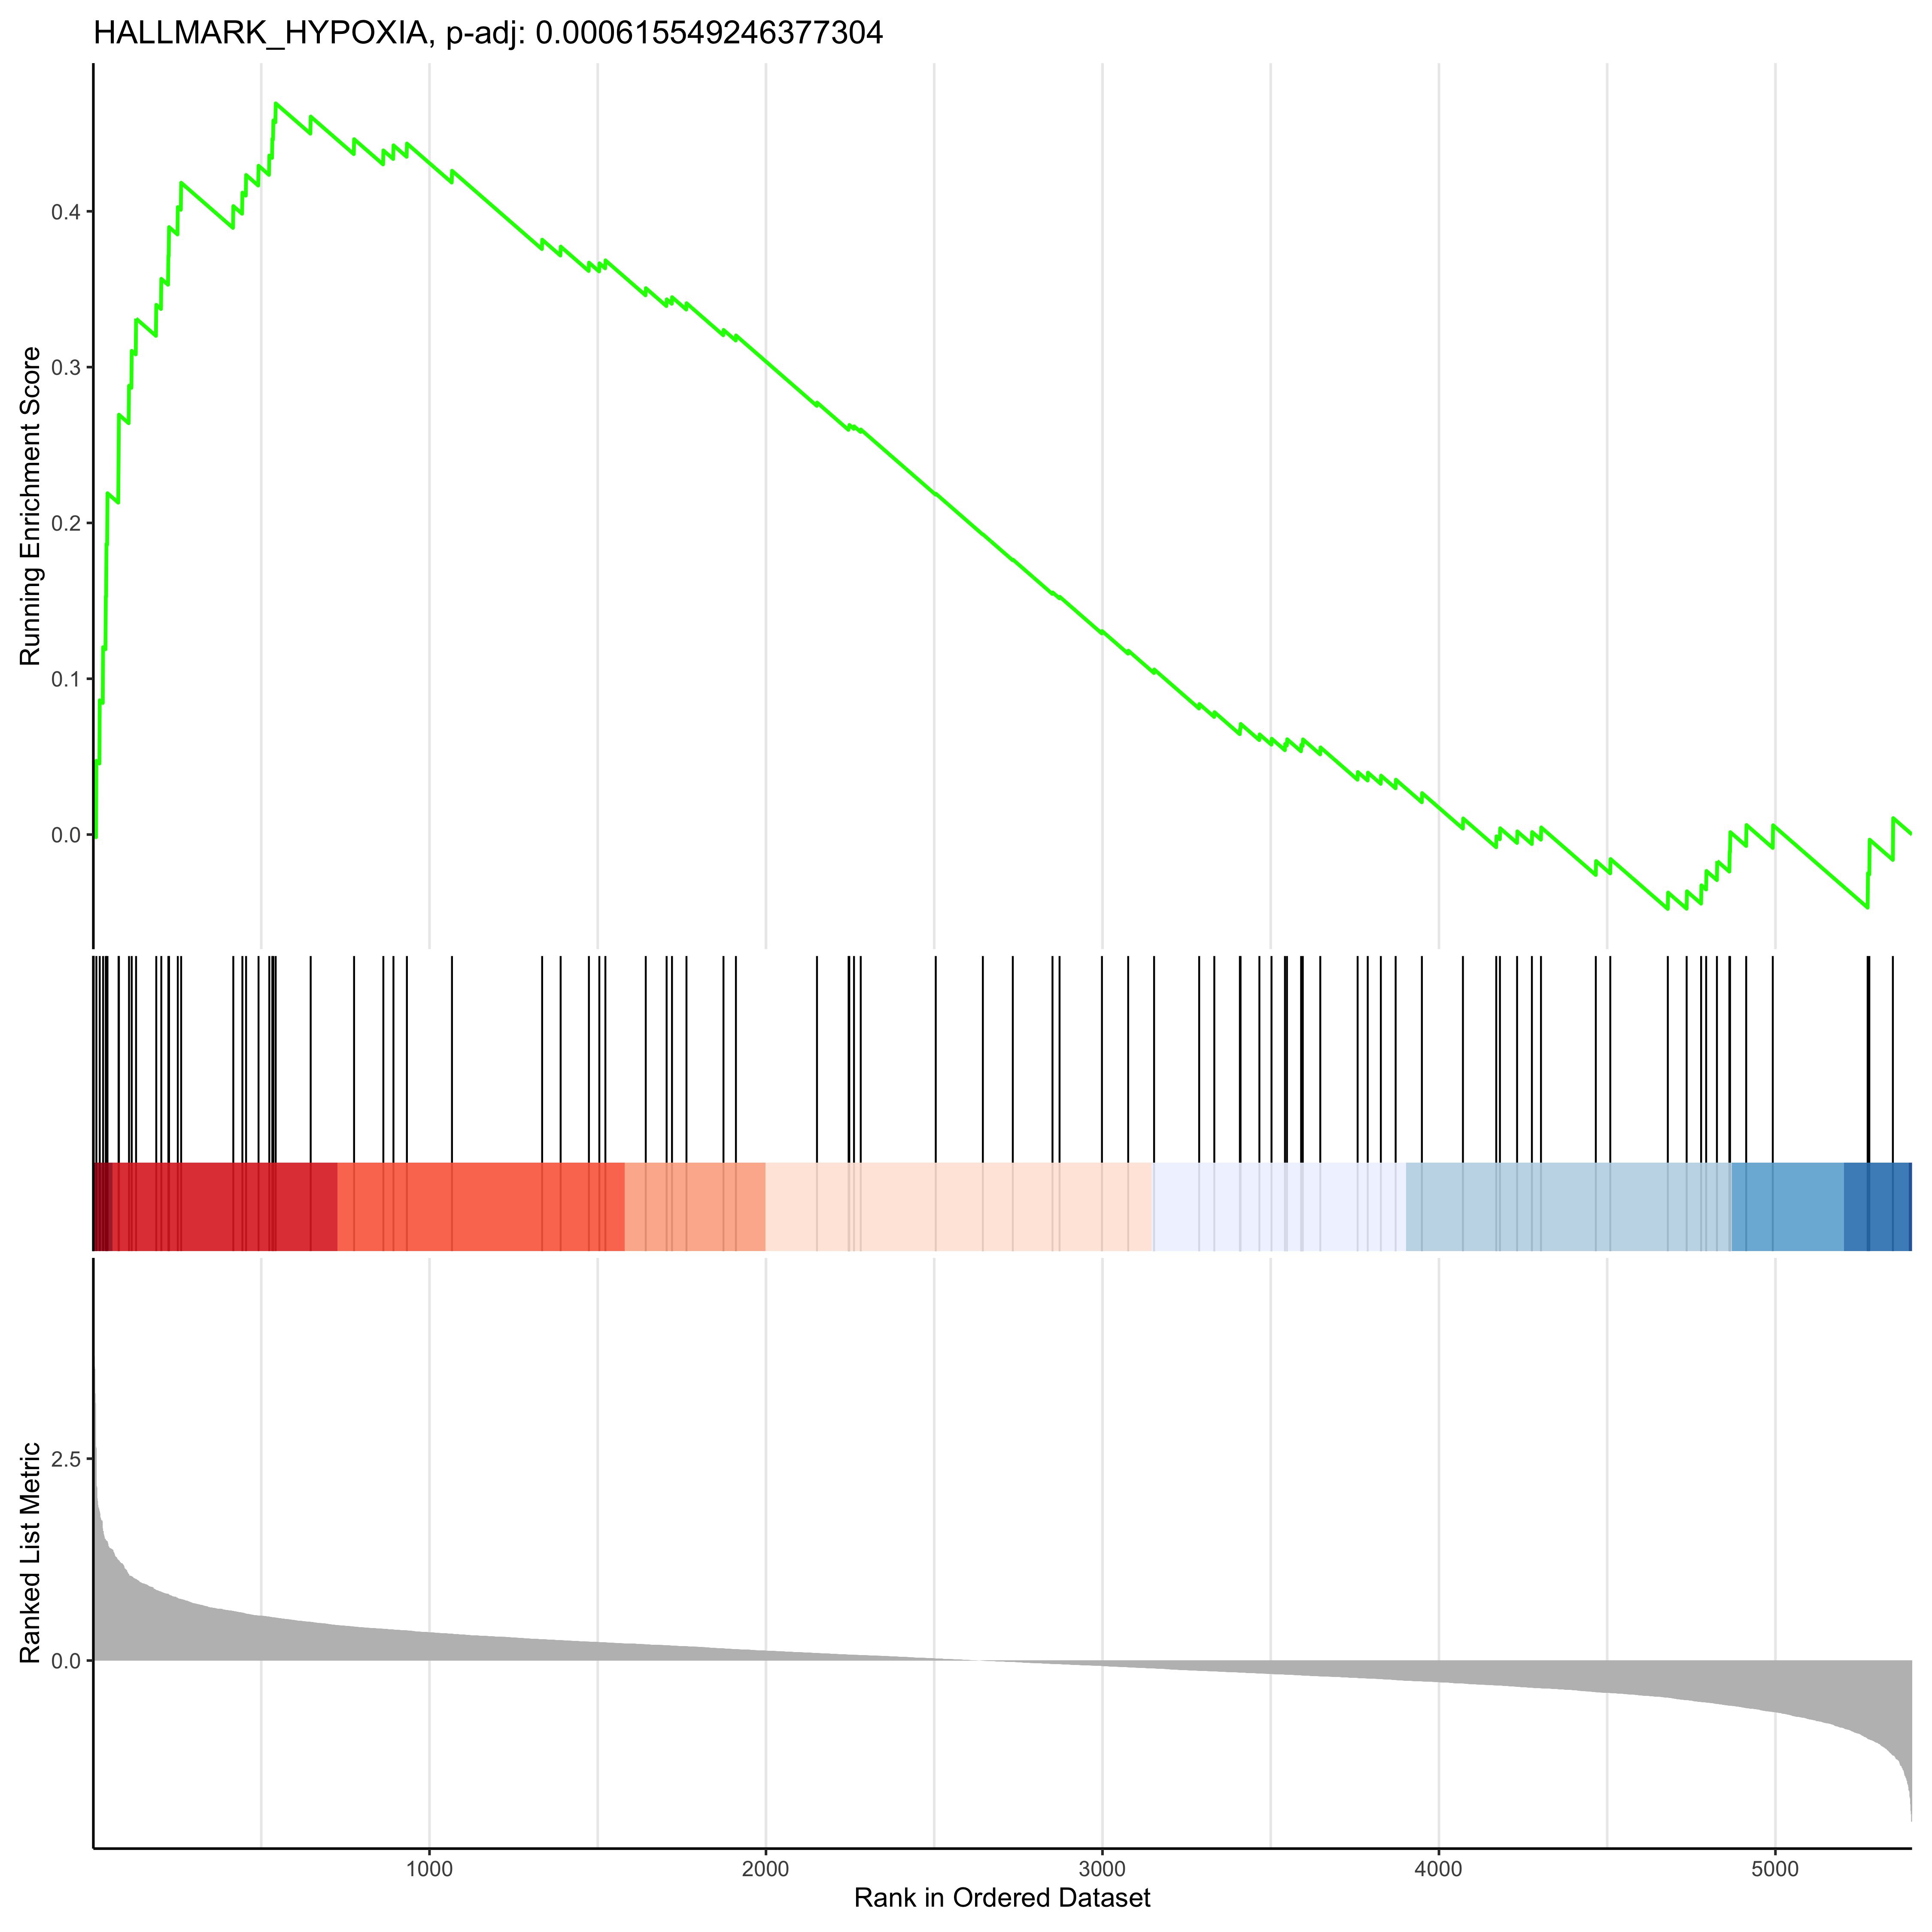 HALLMARK_HYPOXIA, p-adj: 0.000615549246377304
Running Enrichment Score
0.4
0.3
0.2
0.1
0.0
Ranked List Metric
2.5
0.0
1000 2000 3000 4000 5000
Rank in Ordered Dataset